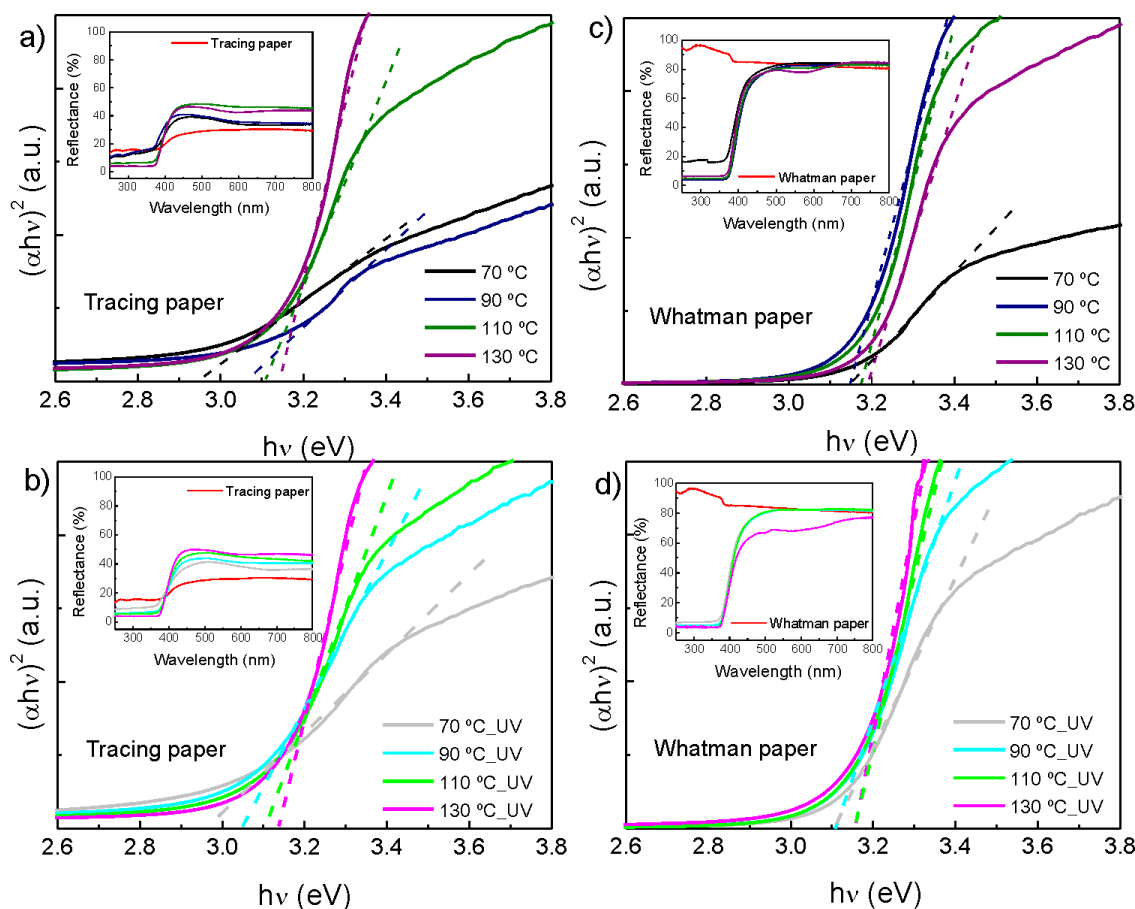 a)
100
80
60
40
20
0
Reflectance (%)
Tracing paper
300 400 500 600 700 800
Wavelength (nm)
(αhν)² (a.u.)
Tracing paper
70 ºC
90 ºC
110 ºC
130 ºC
2.6 2.8 3.0 3.2 3.4 3.6 3.8
hν (eV)
c)
100
80
60
40
20
0
Reflectance (%)
Whatman paper
300 400 500 600 700 800
Wavelength (nm)
(αhν)² (a.u.)
Whatman paper
70 ºC
90 ºC
110 ºC
130 ºC
2.6 2.8 3.0 3.2 3.4 3.6 3.8
hν (eV)
b)
100
80
60
40
20
0
Reflectance (%)
Tracing paper
300 400 500 600 700 800
Wavelength (nm)
(αhν)² (a.u.)
Tracing paper
70 ºC_UV
90 ºC_UV
110 ºC_UV
130 ºC_UV
2.6 2.8 3.0 3.2 3.4 3.6 3.8
hν (eV)
d)
100
80
60
40
20
0
Reflectance (%)
Whatman paper
300 400 500 600 700 800
Wavelength (nm)
(αhν)² (a.u.)
Whatman paper
70 ºC_UV
90 ºC_UV
110 ºC_UV
130 ºC_UV
2.6 2.8 3.0 3.2 3.4 3.6 3.8
hν (eV)